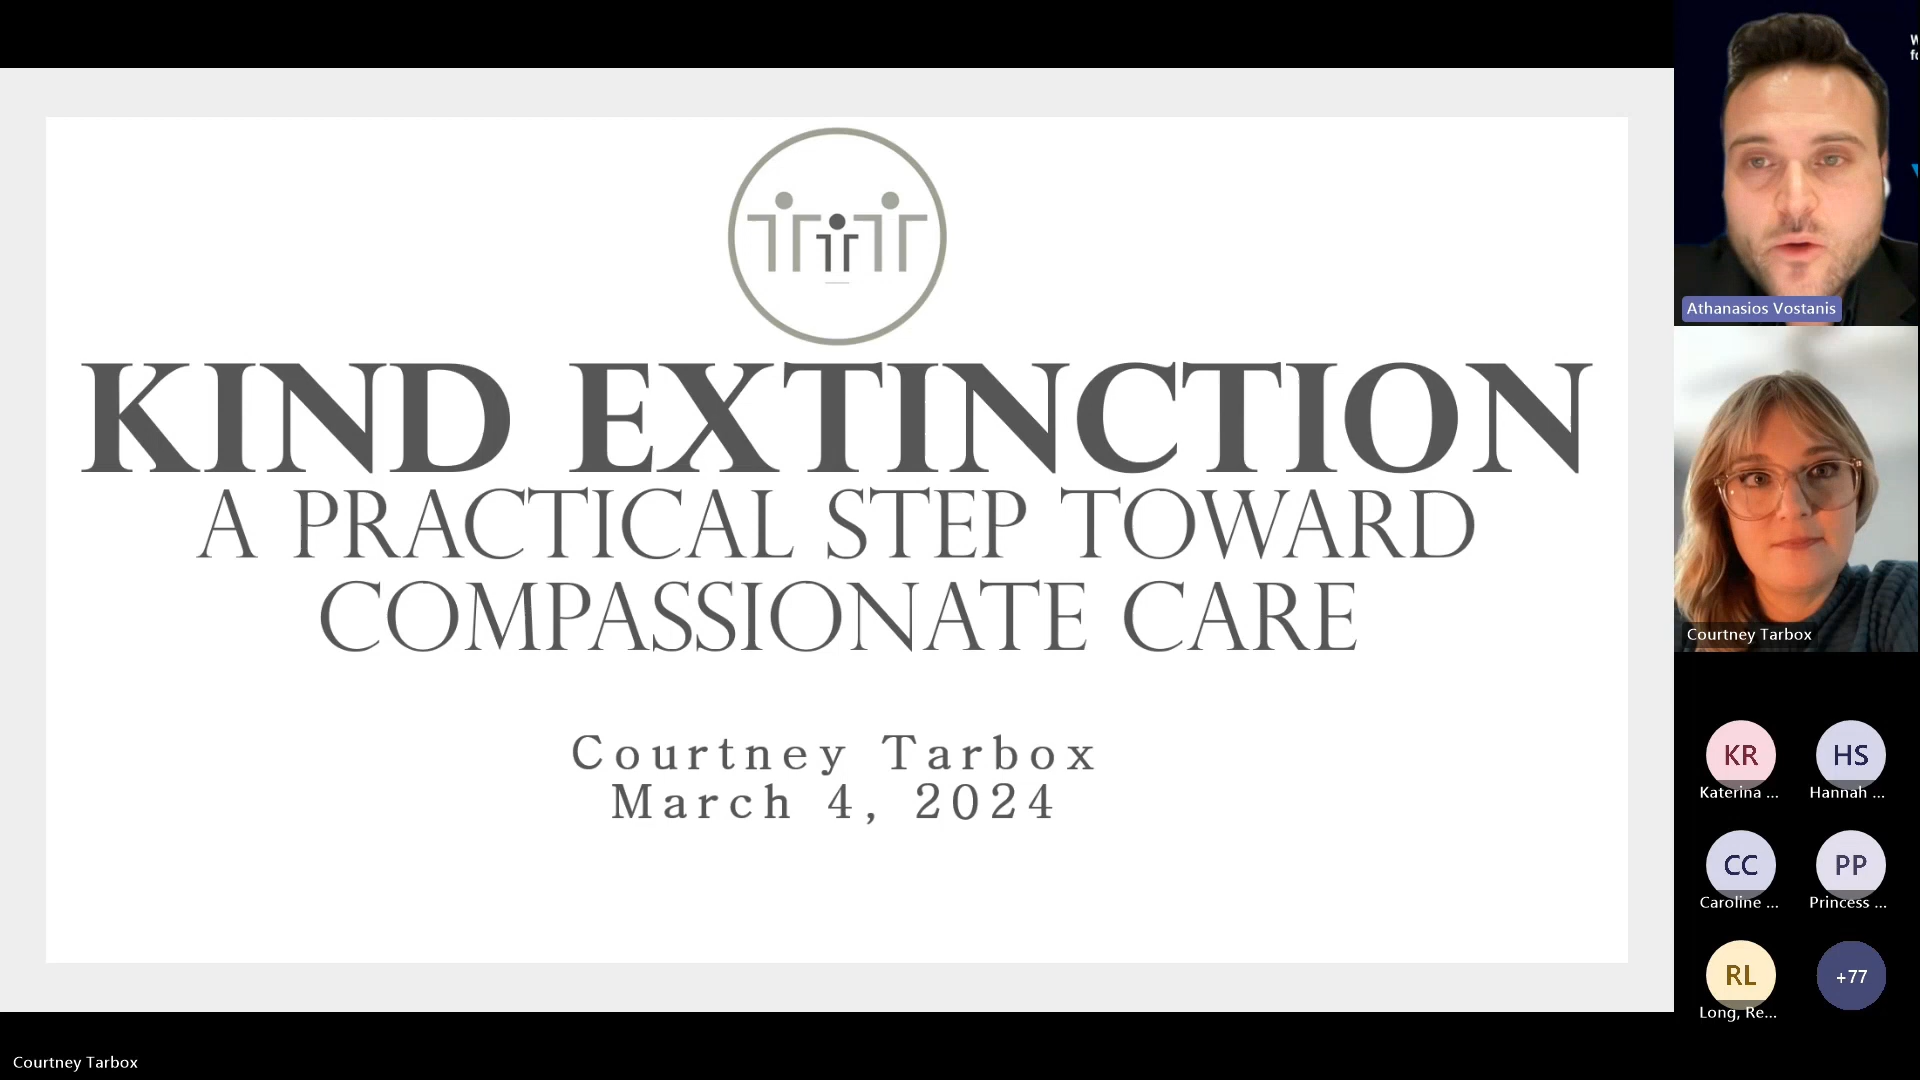 KIND EXTINCTION
A PRACTICAL STEP TOWARD
COMPASSIONATE CARE
Courtney Tarbox
March 4, 2024
Athanasios Vostanis
Courtney Tarbox
KR
HS
Katerina ...
Hannah ...
CC
PP
Caroline ...
Princess ...
RL
+77
Long, Re...
Courtney Tarbox